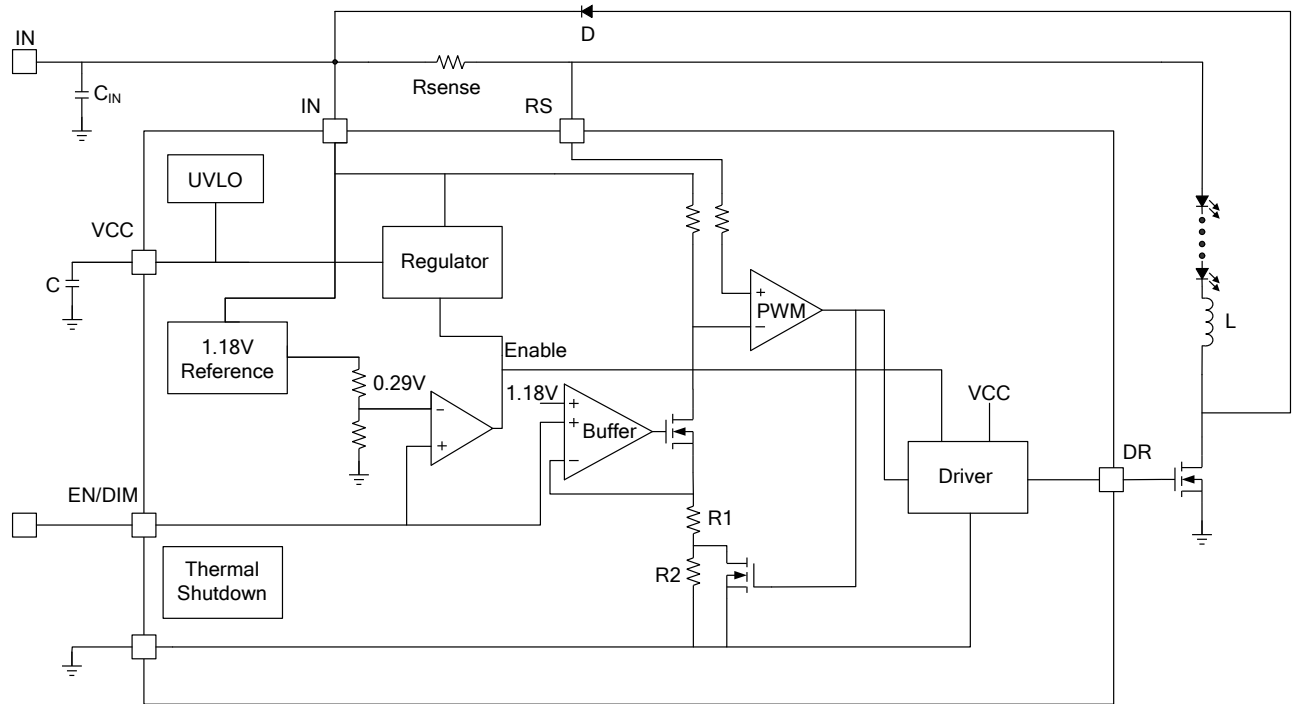 D
IN
Rsense
CIN
IN
RS
UVLO
VCC
Regulator
C
+
PWM
−
L
1.18V
Reference
Enable
0.29V
1.18V
VCC
−
+
+
+
Buffer
−
Driver
DR
EN/DIM
R1
R2
Thermal
Shutdown